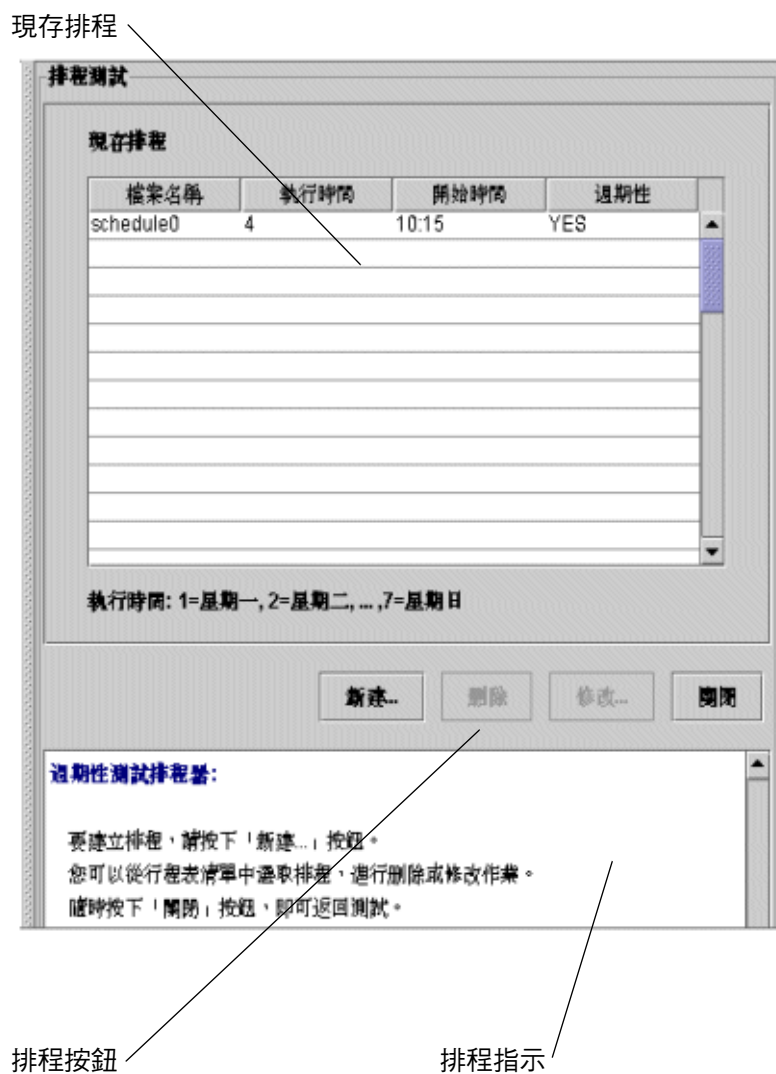 現存排程
排程測試
現存排程
檔案名稱 執行時間 開始時間 週期性
schedule0 4 10:15 YES
執行時間: 1=星期一, 2=星期二, ... ,7=星期日
新建... 刪除 修改... 關閉
週期性測試排程器:
要建立排程，請按下「新建...」按鈕。
您可以從行程表清單中選取排程，進行刪除或修改作業。
隨時按下「關閉」按鈕，即可返回測試。
排程按鈕 排程指示